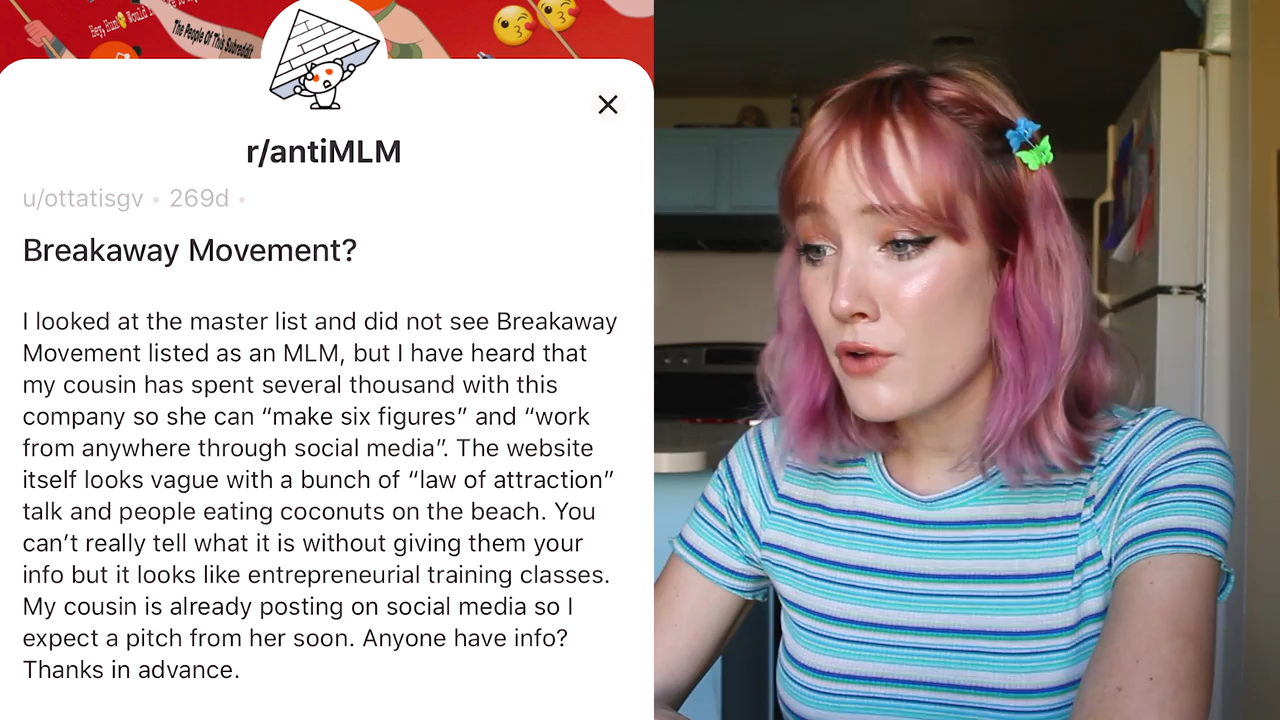 Hey, Hun Would
The People Of This Subreddit
r/antiMLM
u/ottatisgv • 269d •
Breakaway Movement?
I looked at the master list and did not see Breakaway
Movement listed as an MLM, but I have heard that
my cousin has spent several thousand with this
company so she can “make six figures” and “work
from anywhere through social media”. The website
itself looks vague with a bunch of “law of attraction”
talk and people eating coconuts on the beach. You
can’t really tell what it is without giving them your
info but it looks like entrepreneurial training classes.
My cousin is already posting on social media so I
expect a pitch from her soon. Anyone have info?
Thanks in advance.